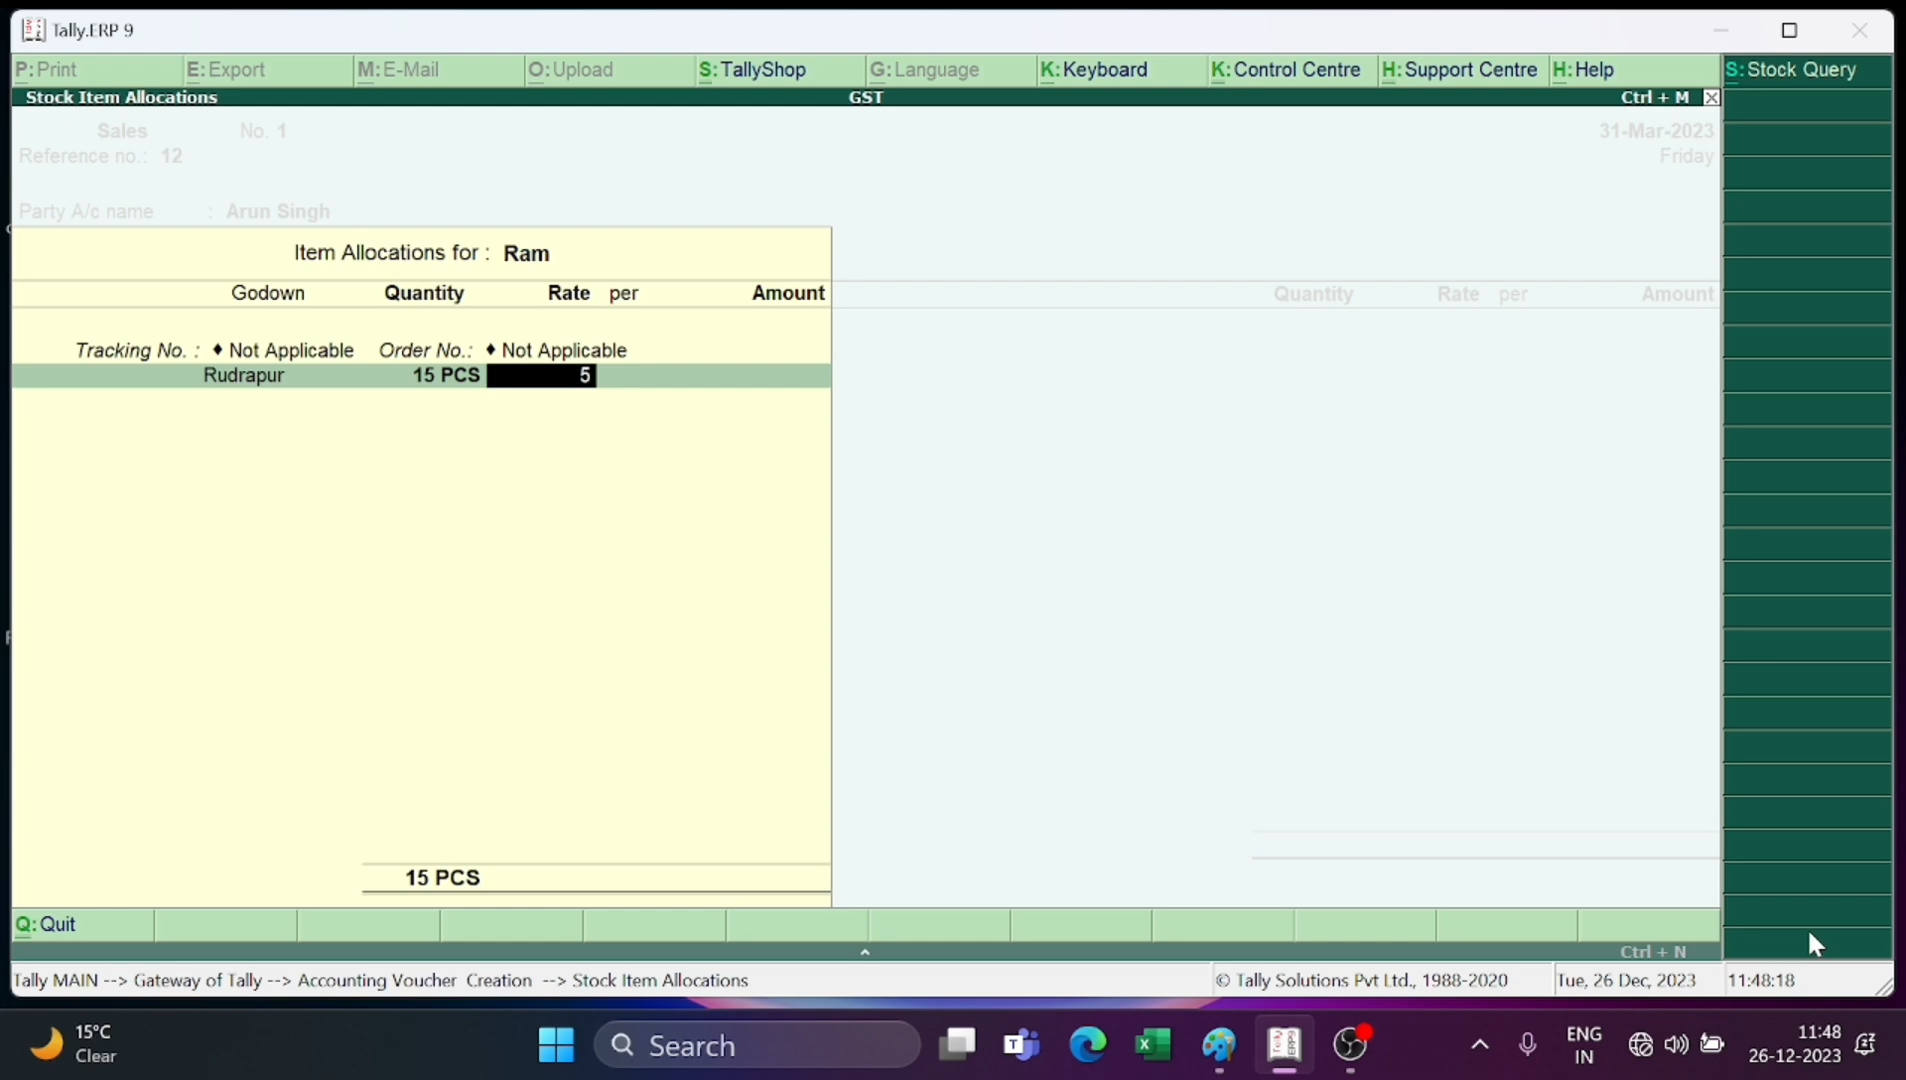 Tally.ERP 9
P: Print E: Export M: E-Mail O: Upload S: TallyShop G: Language K: Keyboard K: Control Centre H: Support Centre H: Help S: Stock Query
Stock Item Allocations GST Ctrl + M
Sales No. 1 31-Mar-2023
Reference no.: 12 Friday
Party A/c name : Arun Singh
Item Allocations for : Ram
Godown Quantity Rate per Amount Quantity Rate per Amount
Tracking No. : ♦ Not Applicable Order No.: ♦ Not Applicable
Rudrapur 15 PCS 5
15 PCS
Q: Quit
Ctrl + N
Tally MAIN --> Gateway of Tally --> Accounting Voucher Creation --> Stock Item Allocations © Tally Solutions Pvt Ltd., 1988-2020 Tue, 26 Dec, 2023 11:48:18
15°C
Clear
Search
ENG
IN
11:48
26-12-2023